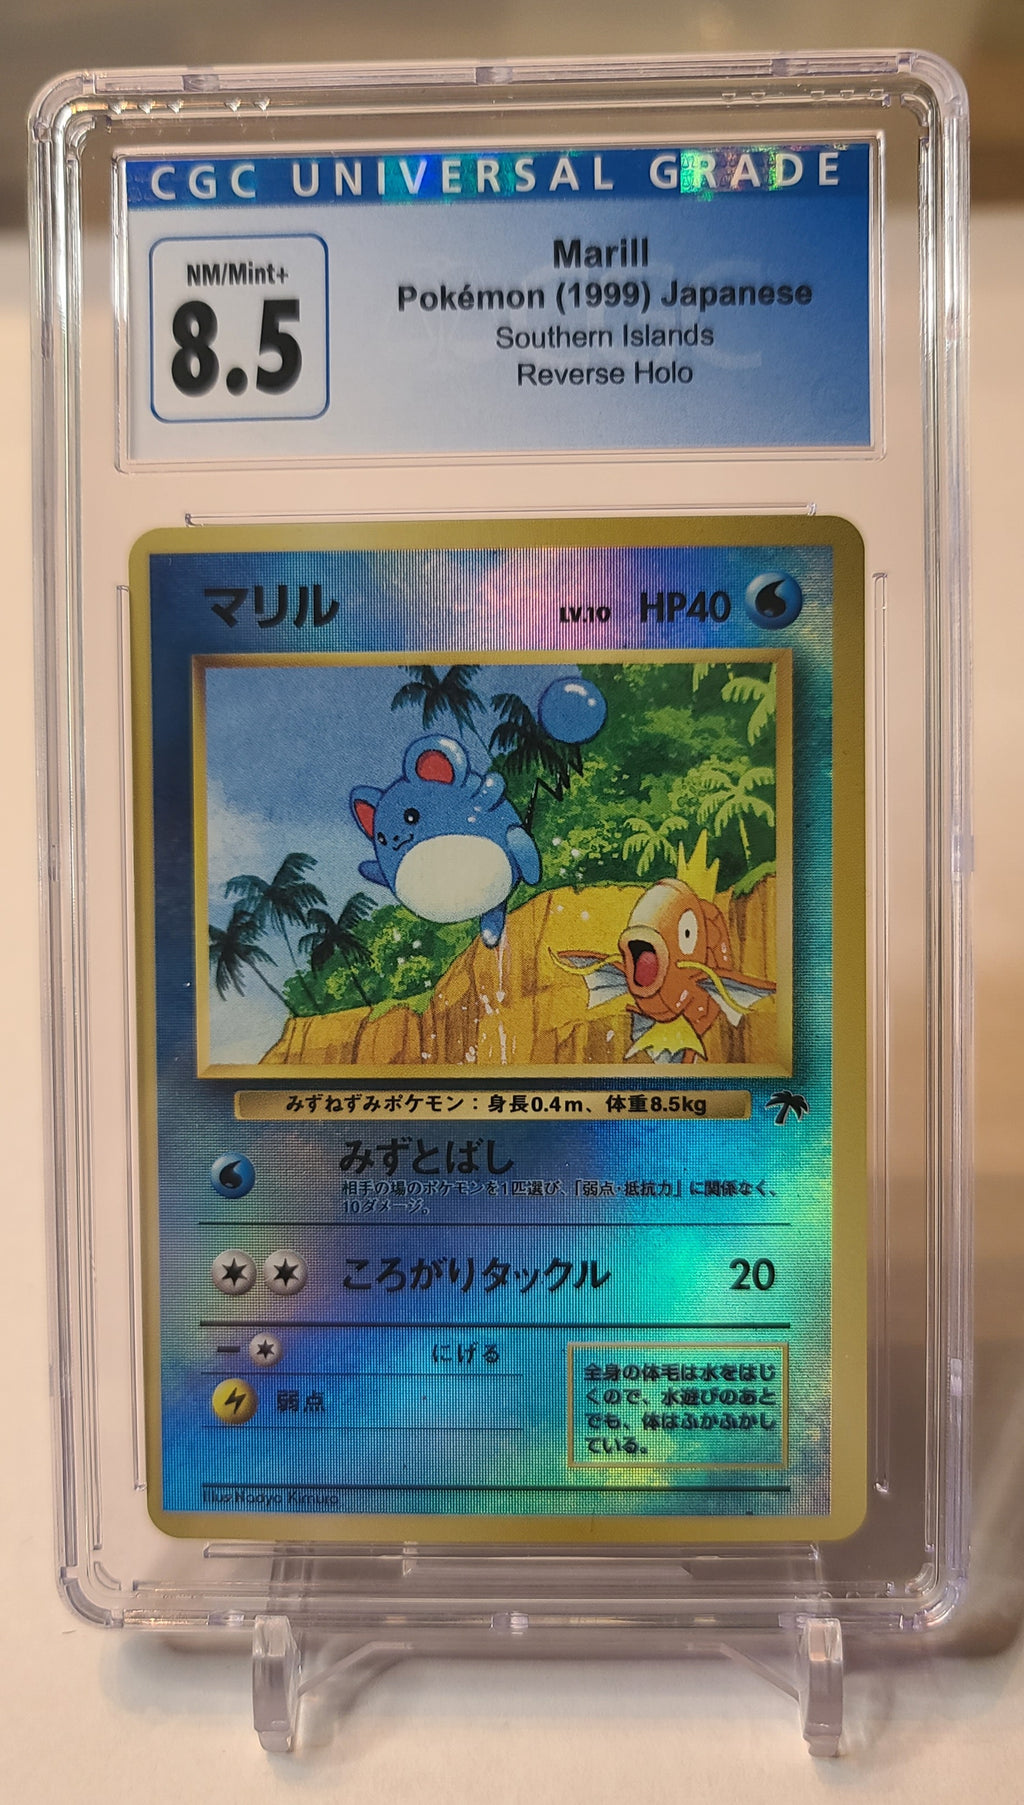 CGC UNIVERSAL GRADE
NM/Mint+
8.5
Marill
Pokémon (1999) Japanese
Southern Islands
Reverse Holo
マリル
LV.10 HP40
みずねずみポケモン：身長0.4m、体重8.5kg
みずとばし
相手の場のポケモンを1匹選び、「弱点・抵抗力」に関係なく、
10ダメージ。
ころがりタックル 20
にげる
弱点
全身の体毛は水をはじ
くので、水遊びのあと
でも、体はふかふかし
ている。
Illus.Naoyo Kimura